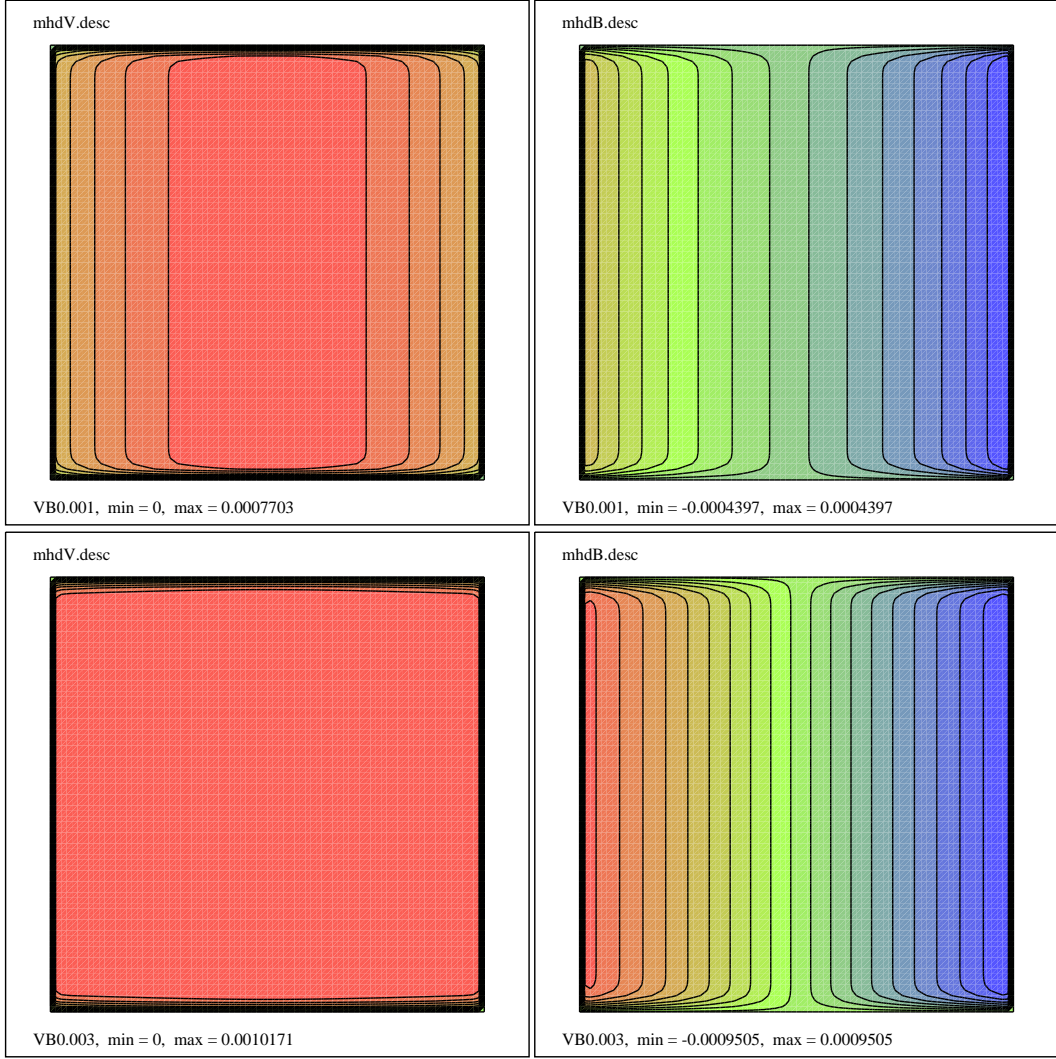 mhdV.desc
VB0.001, min = 0, max = 0.0007703
mhdB.desc
VB0.001, min = -0.0004397, max = 0.0004397
mhdV.desc
VB0.003, min = 0, max = 0.0010171
mhdB.desc
VB0.003, min = -0.0009505, max = 0.0009505